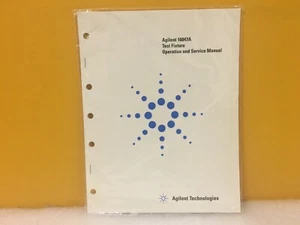 Agilent 16047A
Test Fixture
Operation and Service Manual
Agilent Technologies